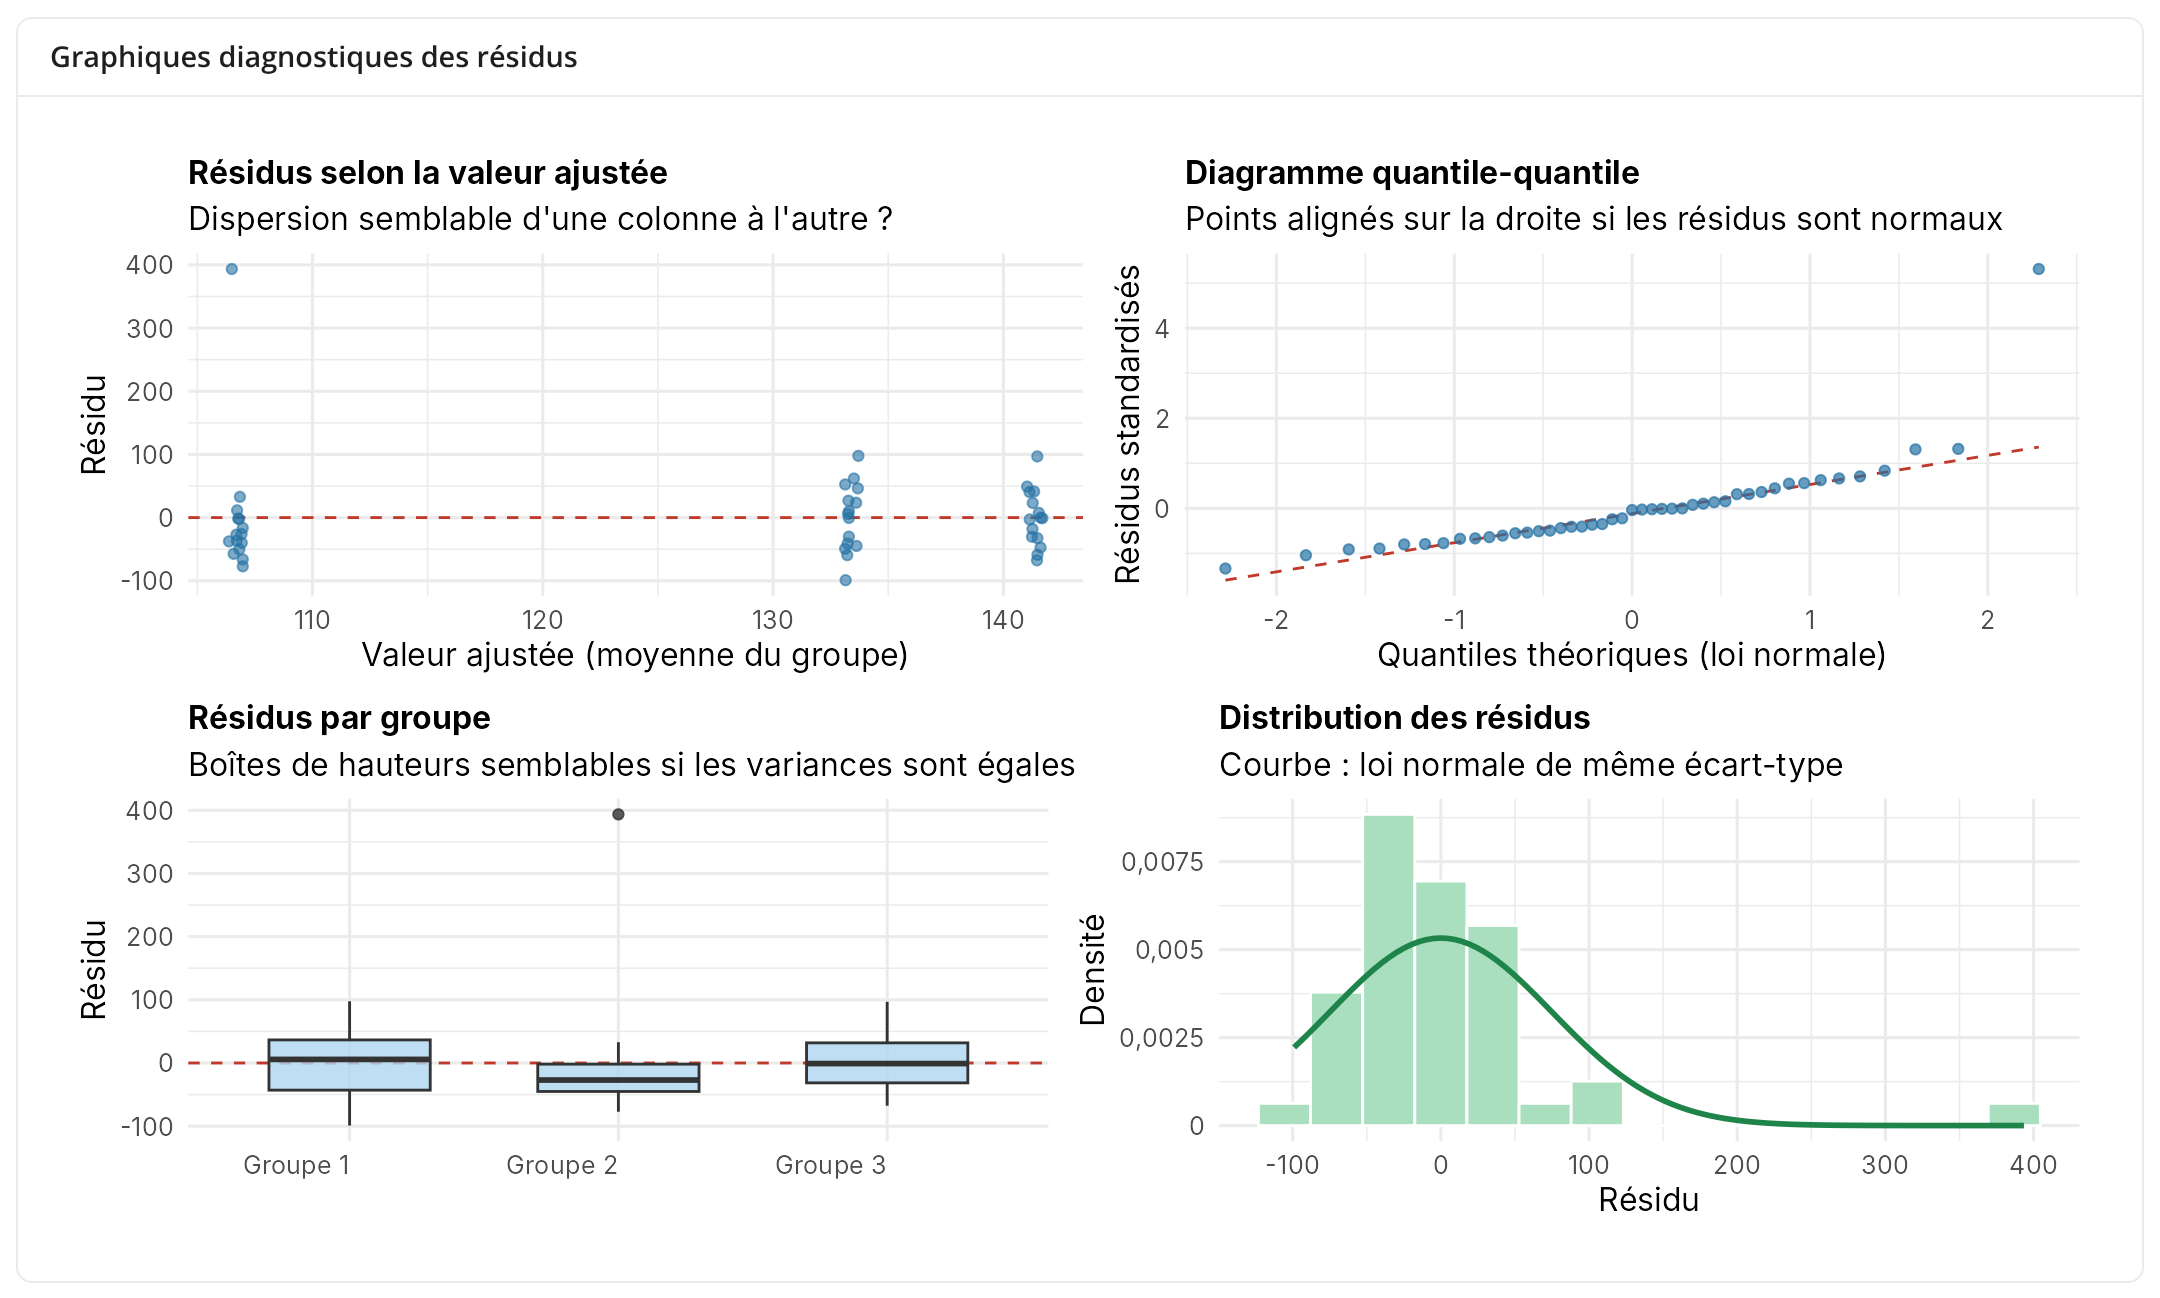 Graphiques diagnostiques des résidus
Résidus selon la valeur ajustée
Dispersion semblable d'une colonne à l'autre ?
400
300
200
100
0
-100
Résidu
110
120
130
140
Valeur ajustée (moyenne du groupe)
Diagramme quantile-quantile
Points alignés sur la droite si les résidus sont normaux
4
2
0
Résidus standardisés
-2
-1
0
1
2
Quantiles théoriques (loi normale)
Résidus par groupe
Boîtes de hauteurs semblables si les variances sont égales
400
300
200
100
0
-100
Résidu
Groupe 1
Groupe 2
Groupe 3
Distribution des résidus
Courbe : loi normale de même écart-type
0,0075
0,005
0,0025
0
Densité
-100
0
100
200
300
400
Résidu